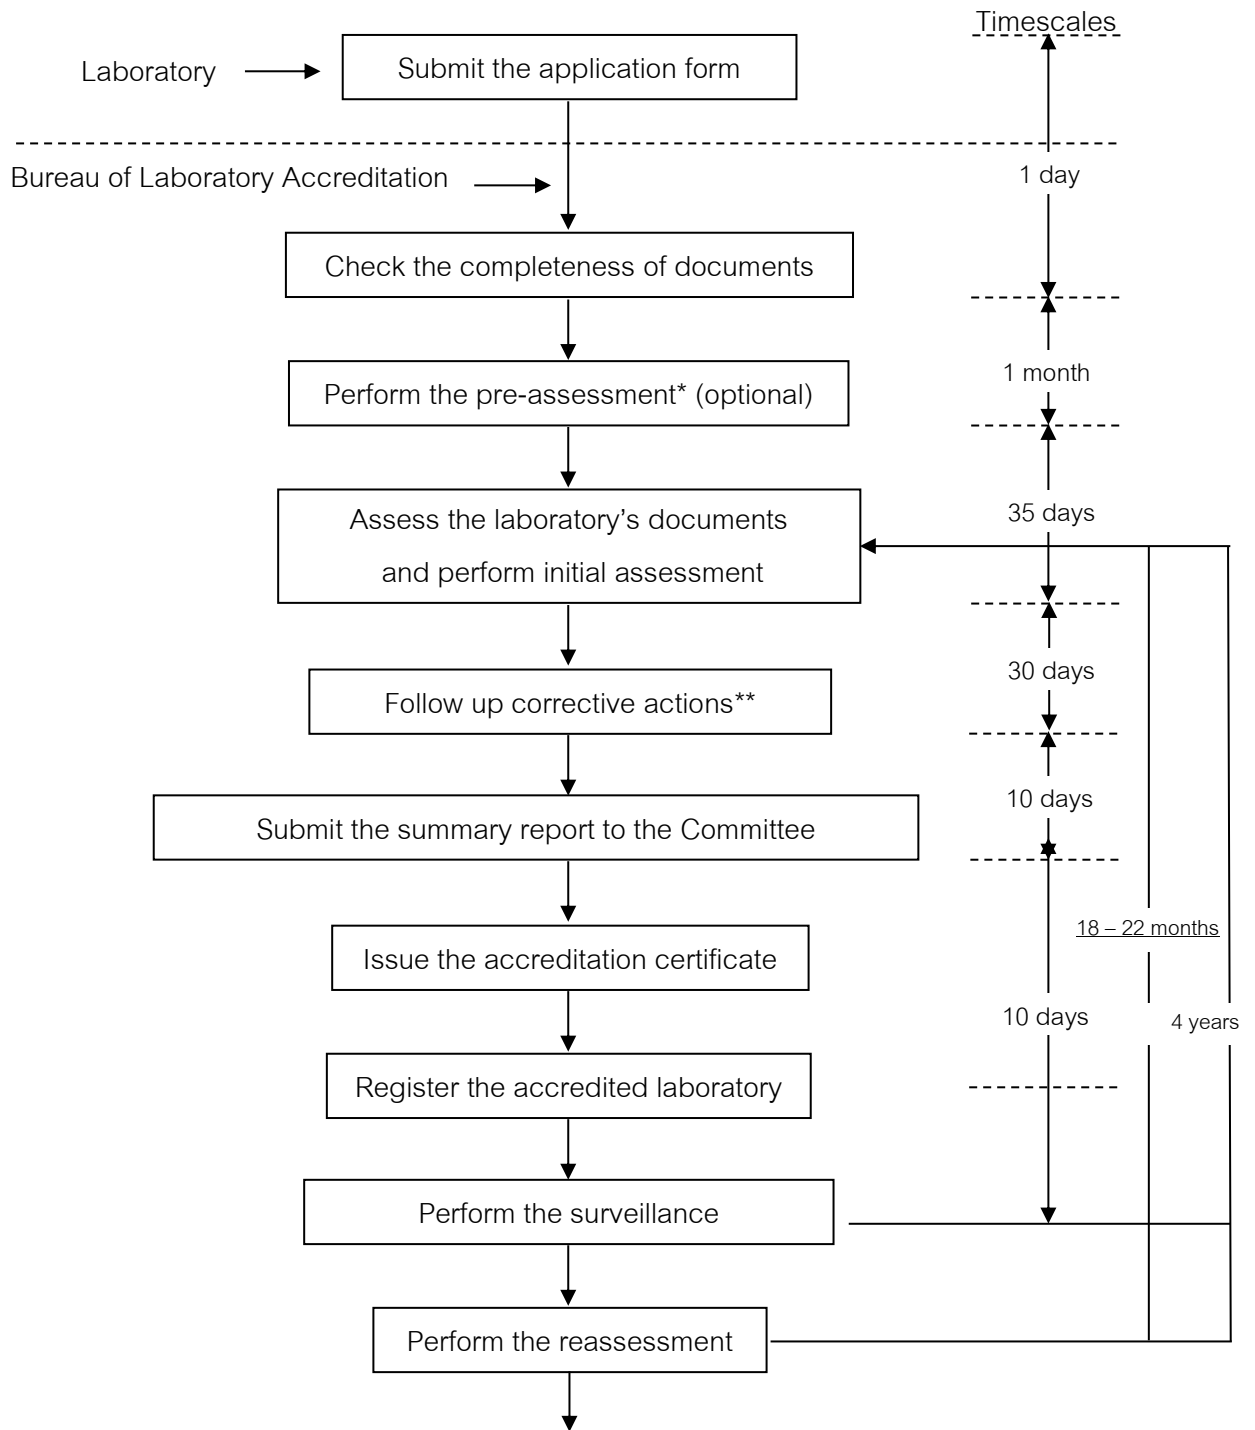 Timescales
Laboratory
Submit the application form
Bureau of Laboratory Accreditation
1 day
Check the completeness of documents
1 month
Perform the pre-assessment* (optional)
35 days
Assess the laboratory’s documents
and perform initial assessment
30 days
Follow up corrective actions**
10 days
Submit the summary report to the Committee
18 – 22 months
Issue the accreditation certificate
10 days
4 years
Register the accredited laboratory
Perform the surveillance
Perform the reassessment